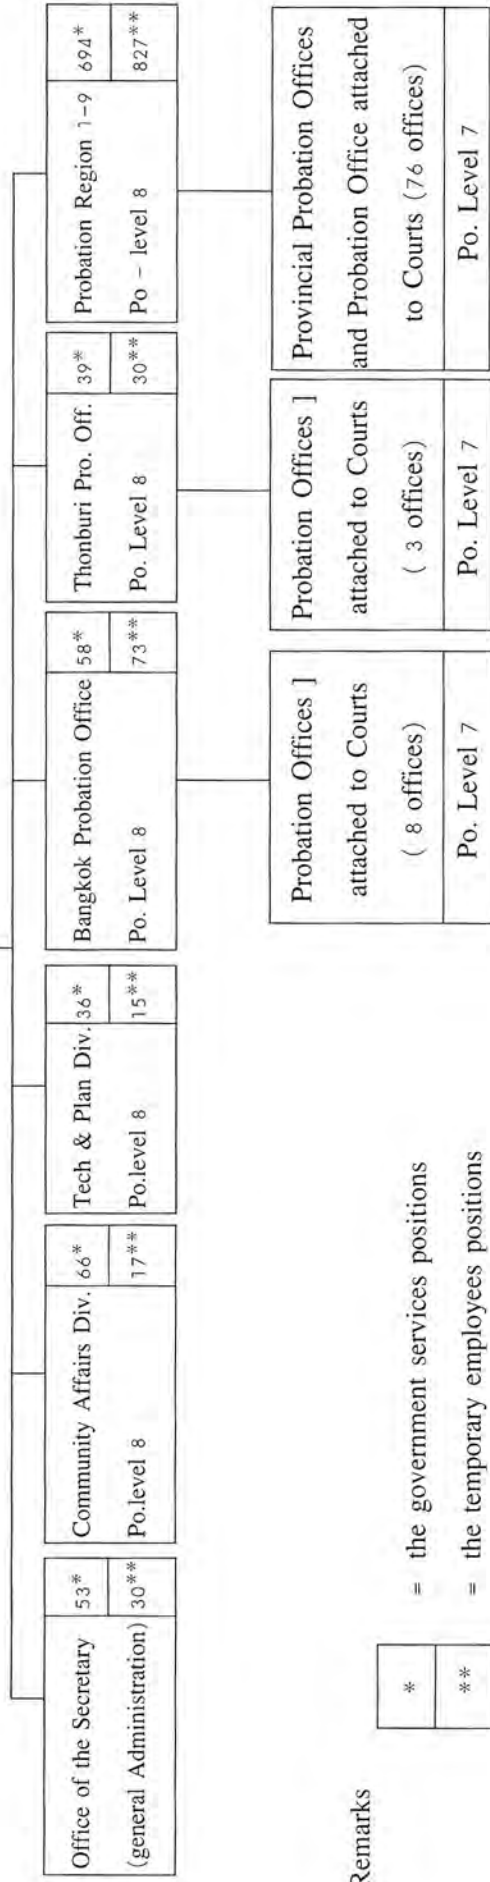 Office of the Secretary 53*
(general Administration) 30**
Community Affairs Div. 66*
Po.level 8 17**
Tech & Plan Div. 36*
Po.level 8 15**
Bangkok Probation Office 58*
Po. Level 8 73**
Thonburi Pro. Off. 39*
Po. Level 8 30**
Probation Region 1-9 694*
Po - level 8 827**
Probation Offices ]
attached to Courts
( 8 offices)
Po. Level 7
Probation Offices ]
attached to Courts
( 3 offices)
Po. Level 7
Provincial Probation Offices
and Probation Office attached
to Courts (76 offices)
Po. Level 7
Remarks
* = the government services positions
** = the temporary employees positions